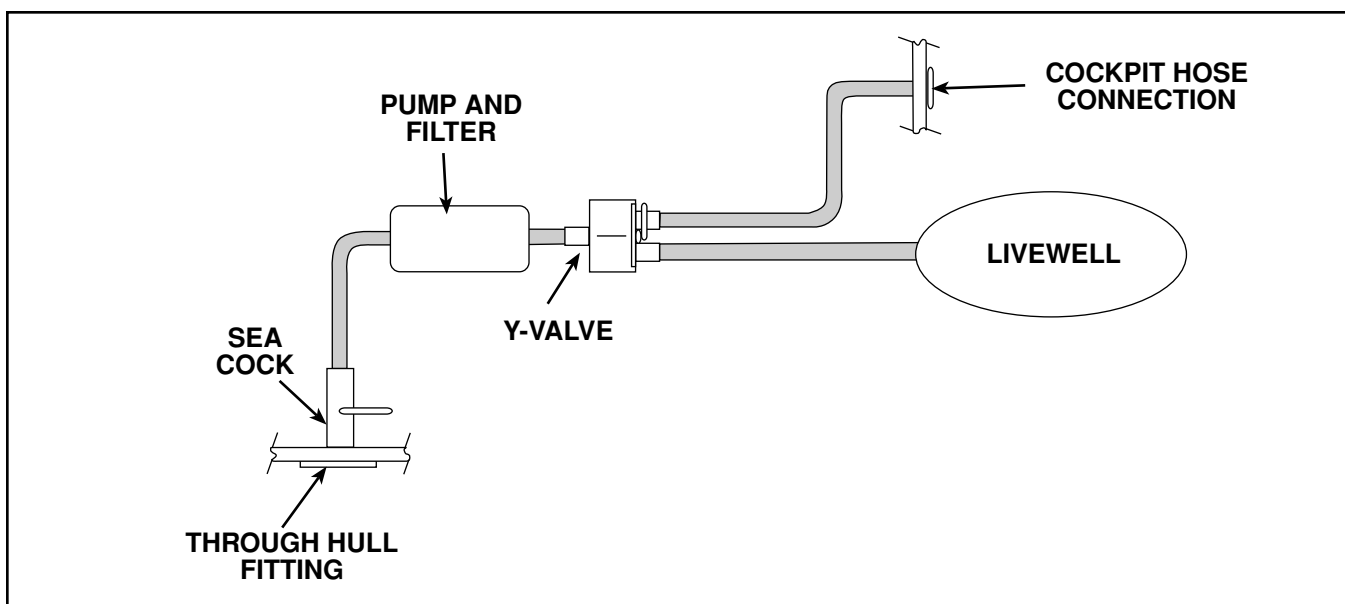 COCKPIT HOSE
CONNECTION
PUMP AND
FILTER
LIVEWELL
Y-VALVE
SEA
COCK
THROUGH HULL
FITTING